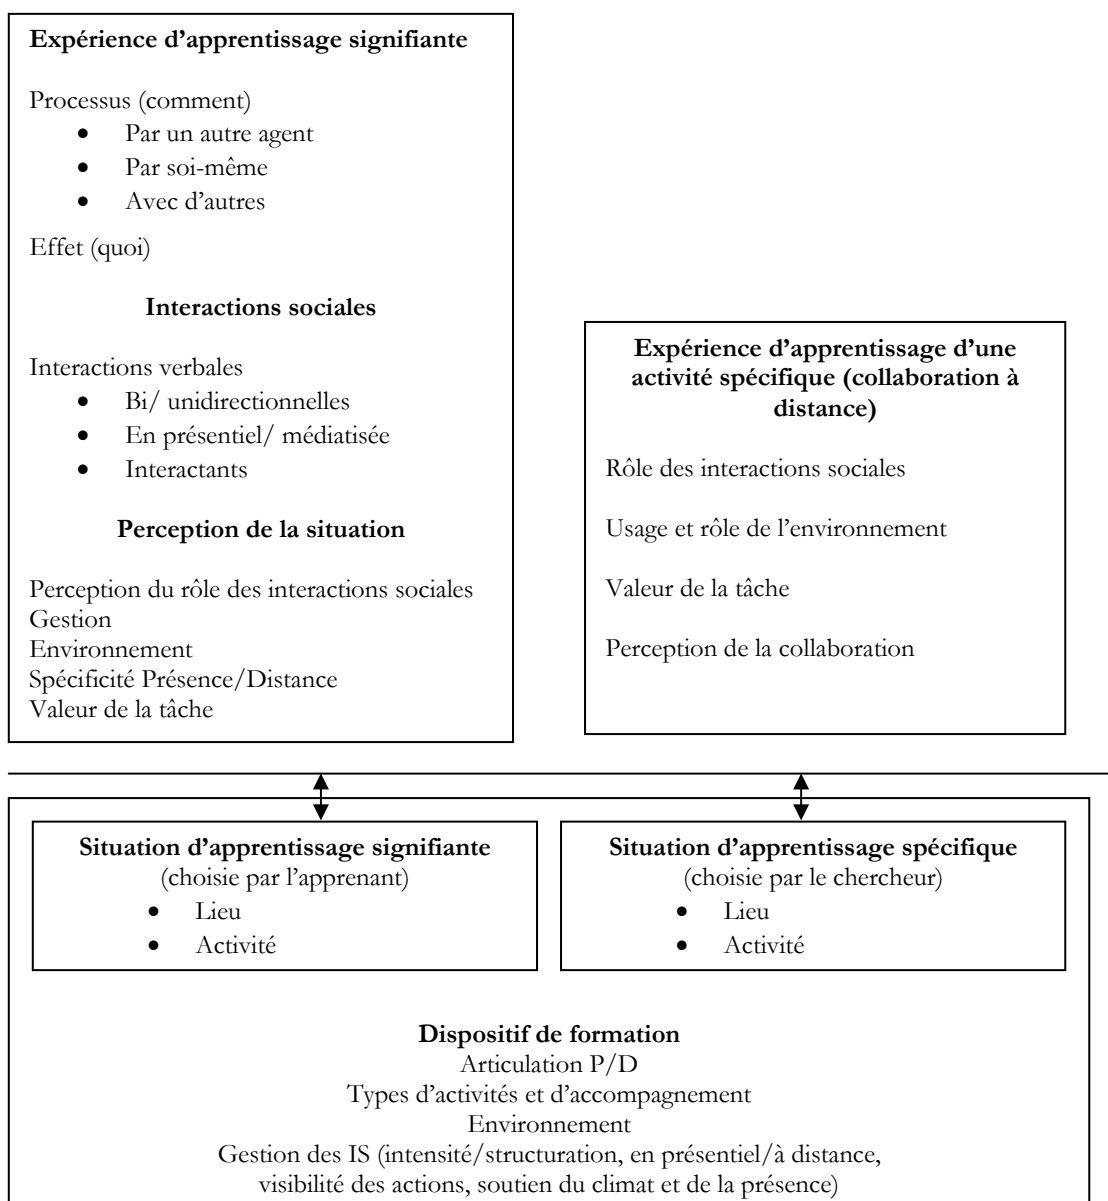 Expérience d'apprentissage signifiante
Processus (comment)
• Par un autre agent
• Par soi-même
• Avec d'autres
Effet (quoi)
Interactions sociales
Interactions verbales
• Bi/ unidirectionnelles
• En présentiel/ médiatisée
• Interactants
Perception de la situation
Perception du rôle des interactions sociales
Gestion
Environnement
Spécificité Présence/Distance
Valeur de la tâche
Expérience d'apprentissage d'une
activité spécifique (collaboration à
distance)
Rôle des interactions sociales
Usage et rôle de l'environnement
Valeur de la tâche
Perception de la collaboration
Situation d'apprentissage signifiante
(choisie par l'apprenant)
• Lieu
• Activité
Situation d'apprentissage spécifique
(choisie par le chercheur)
• Lieu
• Activité
Dispositif de formation
Articulation P/D
Types d'activités et d'accompagnement
Environnement
Gestion des IS (intensité/structuration, en présentiel/à distance,
visibilité des actions, soutien du climat et de la présence)